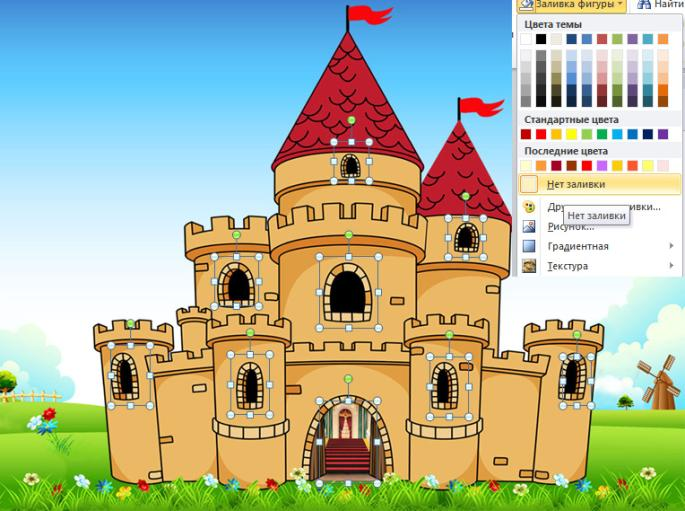 Заливка фигуры
Найти
Цвета темы
Стандартные цвета
Последние цвета
Нет заливки
Нет заливки
Рисунок...
Градиентная
Текстура